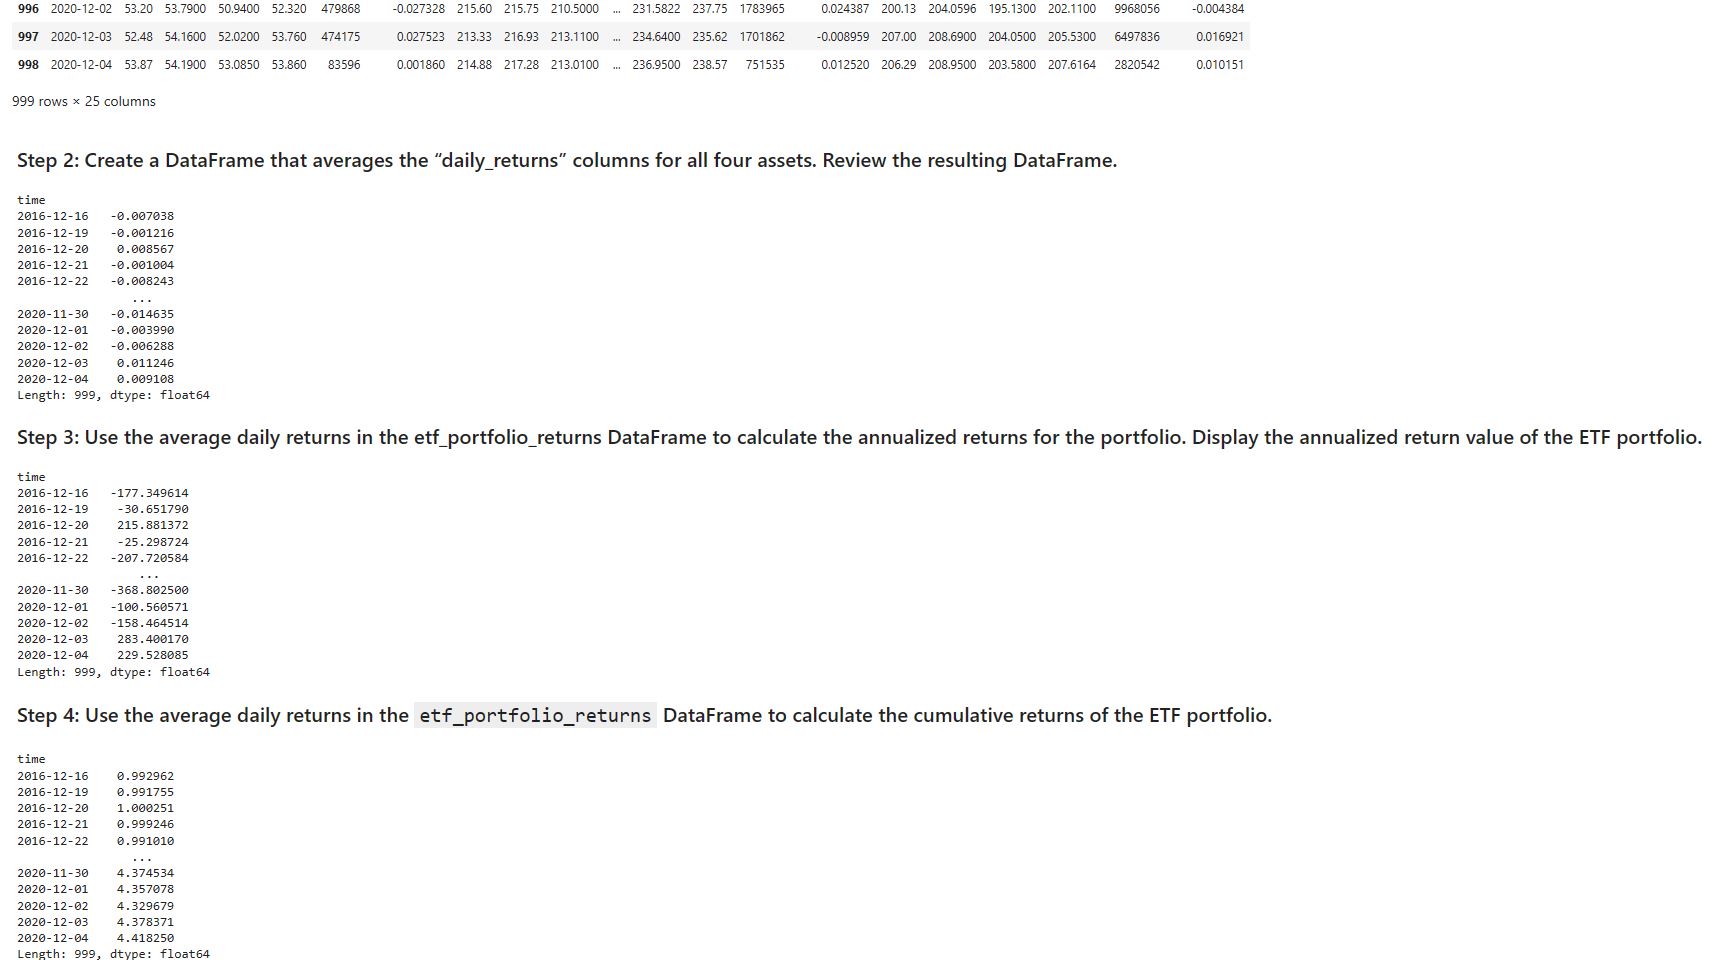 996 2020-12-02 53.20 53.7900 50.9400 52.320 479868 -0.027328 215.60 215.75 210.5000 ... 231.5822 237.75 1783965 0.024387 200.13 204.0596 195.1300 202.1100 9968056 -0.004384
997 2020-12-03 52.48 54.1600 52.0200 53.760 474175 0.027523 213.33 216.93 213.1100 ... 234.6400 235.62 1701862 -0.008959 207.00 208.6900 204.0500 205.5300 6497836 0.016921
998 2020-12-04 53.87 54.1900 53.0850 53.860 83596 0.001860 214.88 217.28 213.0100 ... 236.9500 238.57 751535 0.012520 206.29 208.9500 203.5800 207.6164 2820542 0.010151
999 rows × 25 columns
Step 2: Create a DataFrame that averages the “daily_returns” columns for all four assets. Review the resulting DataFrame.
time
2016-12-16 -0.007038
2016-12-19 -0.001216
2016-12-20 0.008567
2016-12-21 -0.001004
2016-12-22 -0.008243
...
2020-11-30 -0.014635
2020-12-01 -0.003990
2020-12-02 -0.006288
2020-12-03 0.011246
2020-12-04 0.009108
Length: 999, dtype: float64
Step 3: Use the average daily returns in the etf_portfolio_returns DataFrame to calculate the annualized returns for the portfolio. Display the annualized return value of the ETF portfolio.
time
2016-12-16 -177.349614
2016-12-19 -30.651790
2016-12-20 215.881372
2016-12-21 -25.298724
2016-12-22 -207.720584
...
2020-11-30 -368.802500
2020-12-01 -100.560571
2020-12-02 -158.464514
2020-12-03 283.400170
2020-12-04 229.528085
Length: 999, dtype: float64
Step 4: Use the average daily returns in the etf_portfolio_returns DataFrame to calculate the cumulative returns of the ETF portfolio.
time
2016-12-16 0.992962
2016-12-19 0.991755
2016-12-20 1.000251
2016-12-21 0.999246
2016-12-22 0.991010
...
2020-11-30 4.374534
2020-12-01 4.357078
2020-12-02 4.329679
2020-12-03 4.378371
2020-12-04 4.418250
Length: 999, dtype: float64